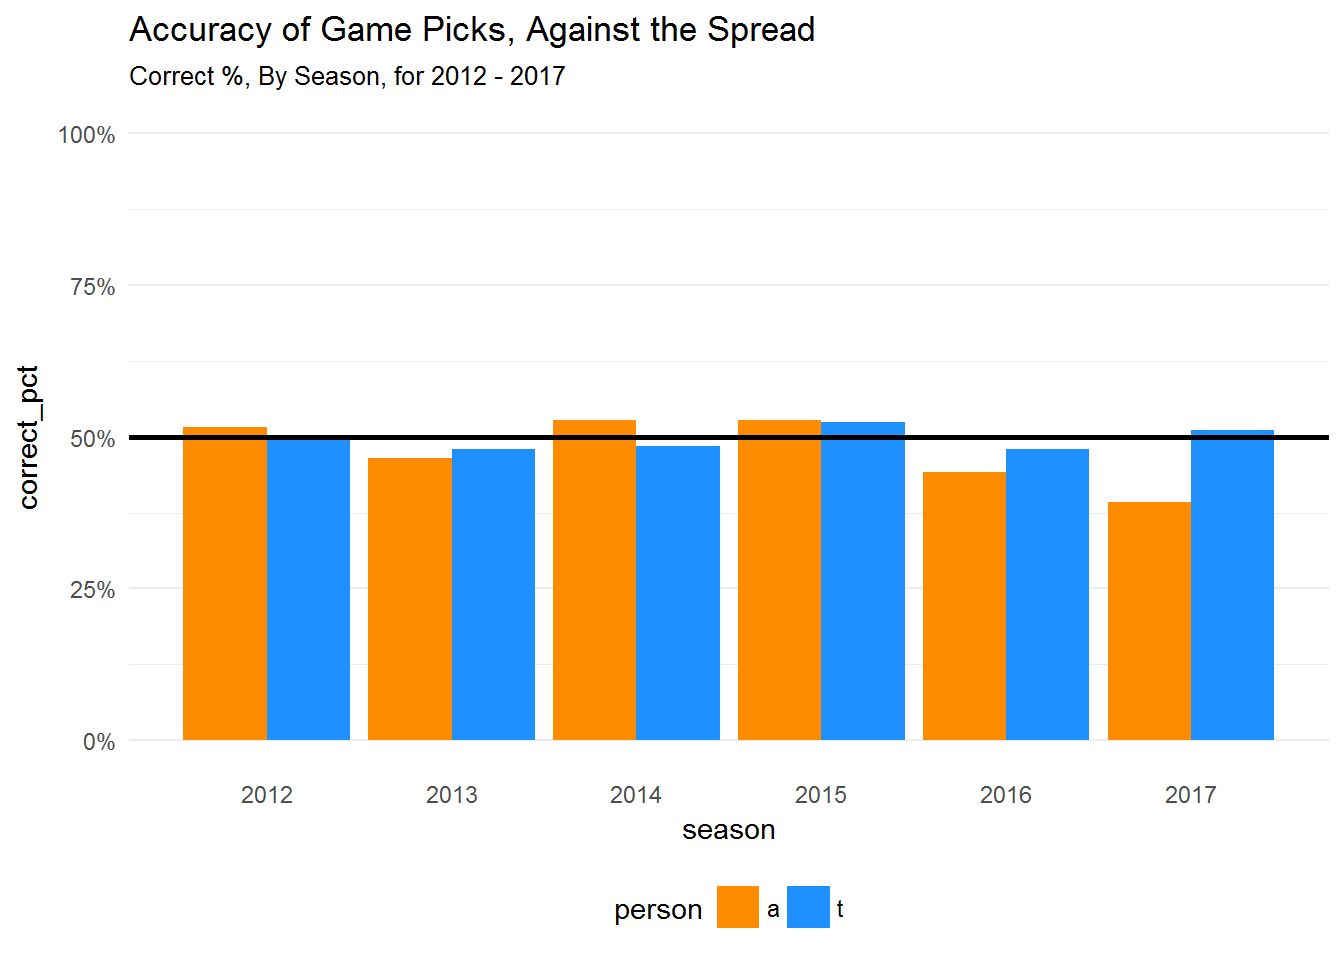 Accuracy of Game Picks, Against the Spread
Correct %, By Season, for 2012 - 2017
100%
75%
50%
25%
0%
correct_pct
2012 2013 2014 2015 2016 2017
season
person a t